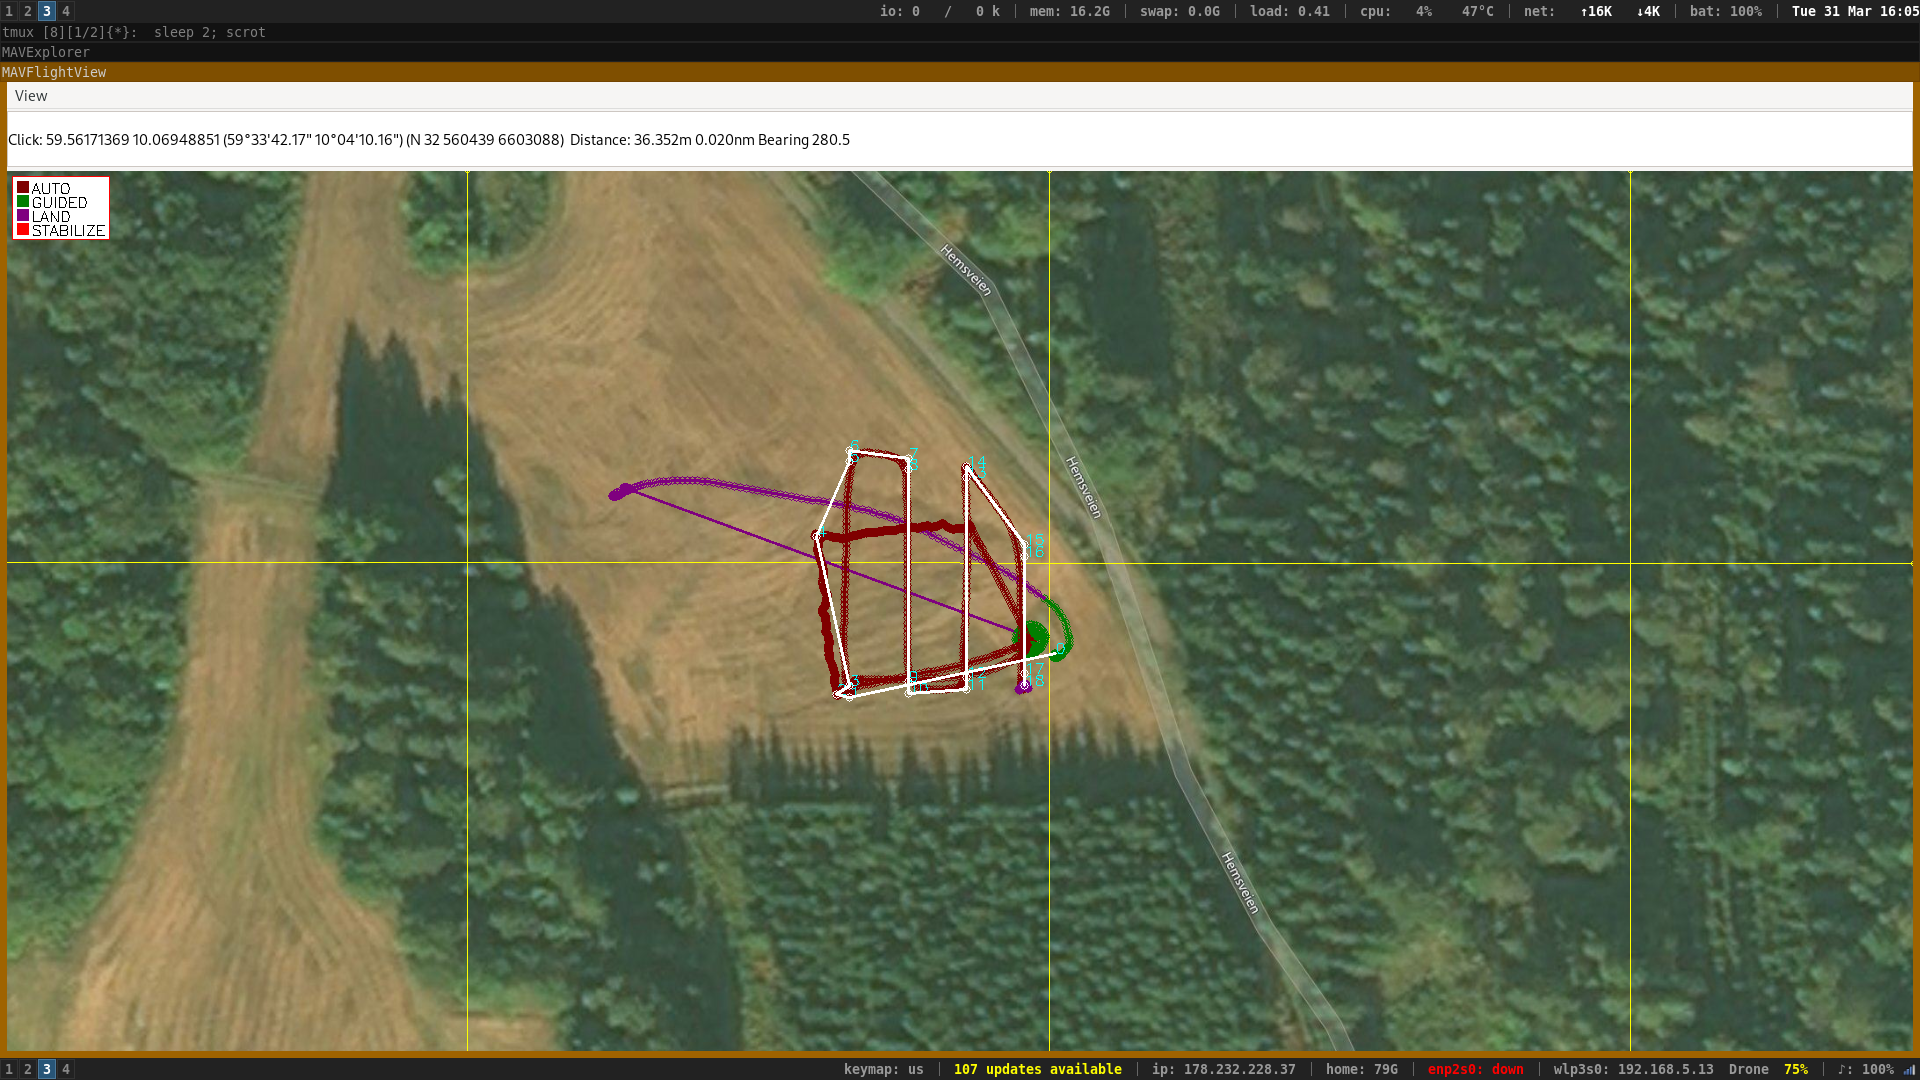 1 2 3 4 io: 0 / 0 k | mem: 16.2G | swap: 0.0G | load: 0.41 | cpu: 4% 47°C | net: ↑16K ↓4K | bat: 100% | Tue 31 Mar 16:05
tmux [8][1/2]{*}: sleep 2; scrot
MAVExplorer
MAVFlightView
View
Click: 59.56171369 10.06948851 (59°33'42.17" 10°04'10.16") (N 32 560439 6603088) Distance: 36.352m 0.020nm Bearing 280.5
AUTO
GUIDED
LAND
STABILIZE
Hemsveien
Hemsveien
Hemsveien
7
14
15
16
11
17
18
1 2 3 4 keymap: us | 107 updates available | ip: 178.232.228.37 | home: 79G | enp2s0: down | wlp3s0: 192.168.5.13 Drone 75% | ♪: 100%